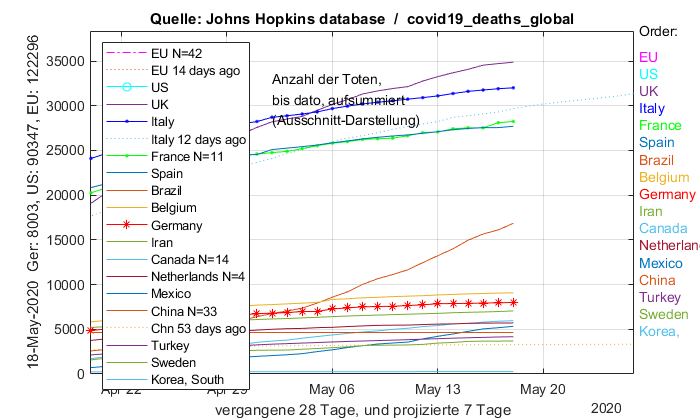 Quelle: Johns Hopkins database / covid19_deaths_global
18-May-2020 Ger: 8003, US: 90347, EU: 122296
35000
30000
25000
20000
15000
10000
5000
0
EU N=42
EU 14 days ago
US
UK
Italy
Italy 12 days ago
France N=11
Spain
Brazil
Belgium
Germany
Iran
Canada N=14
Netherlands N=4
Mexico
China N=33
Chn 53 days ago
Turkey
Sweden
Korea, South
Anzahl der Toten,
bis dato, aufsummiert
(Ausschnitt-Darstellung)
Order:
EU
US
UK
Italy
France
Spain
Brazil
Belgium
Germany
Iran
Canada
Netherlan
Mexico
China
Turkey
Sweden
Korea,
Apr 22 Apr 29 May 06 May 13 May 20
2020
vergangene 28 Tage, und projizierte 7 Tage